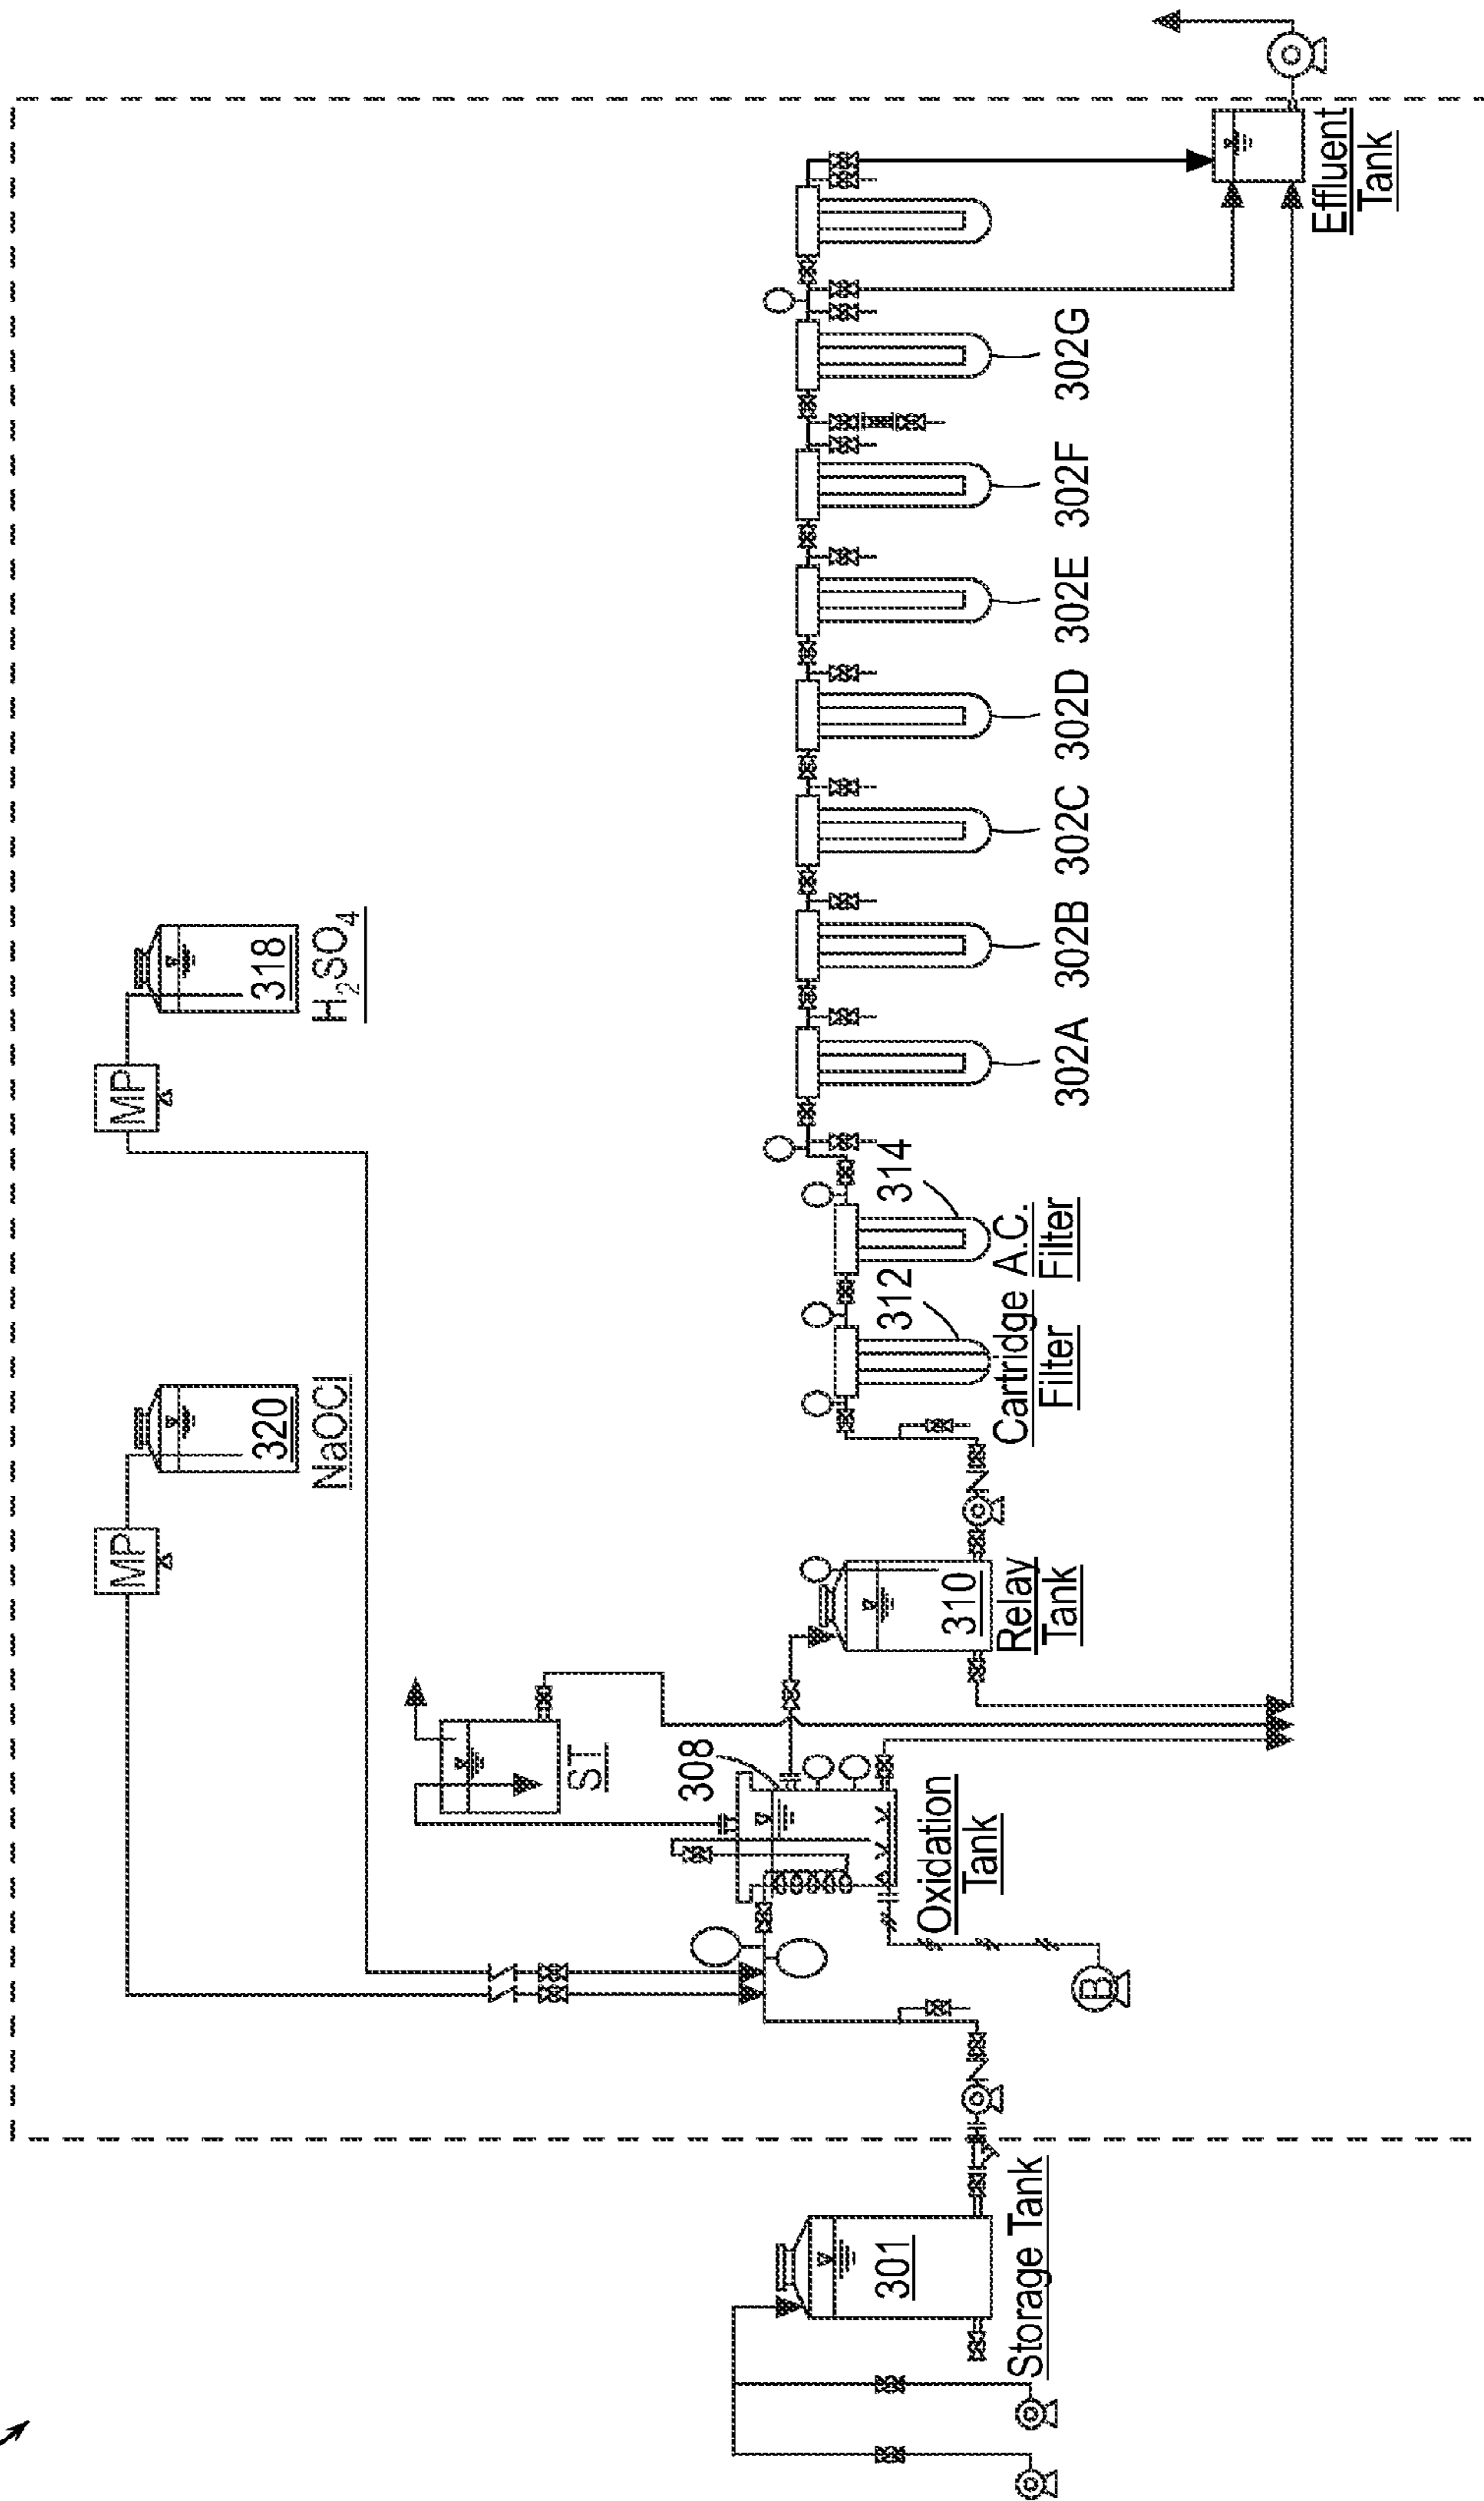 MP
318
H₂SO₄
MP
320
NaOCl
ST
308
Oxidation
Tank
B
310
Relay
Tank
312
Cartridge
Filter
314
A.C.
Filter
302A
302B
302C
302D
302E
302F
302G
Effluent
Tank
301
Storage Tank